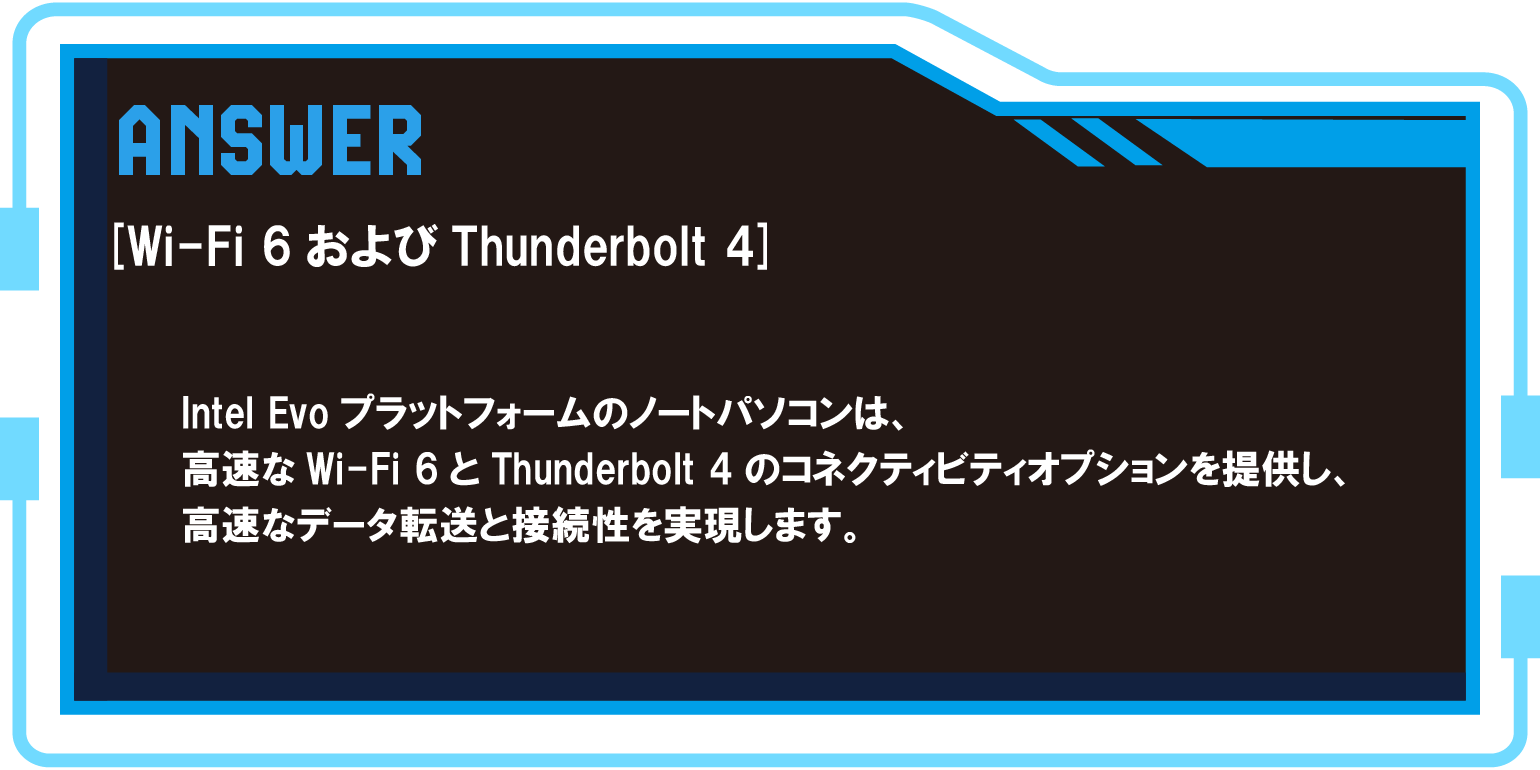 ANSWER
[Wi-Fi 6 および Thunderbolt 4]
Intel Evo プラットフォームのノートパソコンは、
高速な Wi-Fi 6 と Thunderbolt 4 のコネクティビティオプションを提供し、
高速なデータ転送と接続性を実現します。